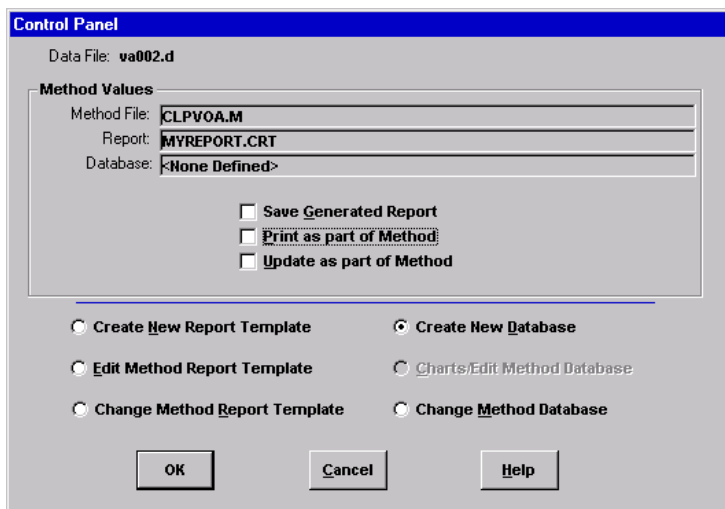 Control Panel
Data File: va002.d
Method Values
Method File: CLPVOA.M
Report: MYREPORT.CRT
Database: <None Defined>
Save Generated Report
Print as part of Method
Update as part of Method
Create New Report Template
Create New Database
Edit Method Report Template
Charts/Edit Method Database
Change Method Report Template
Change Method Database
OK
Cancel
Help